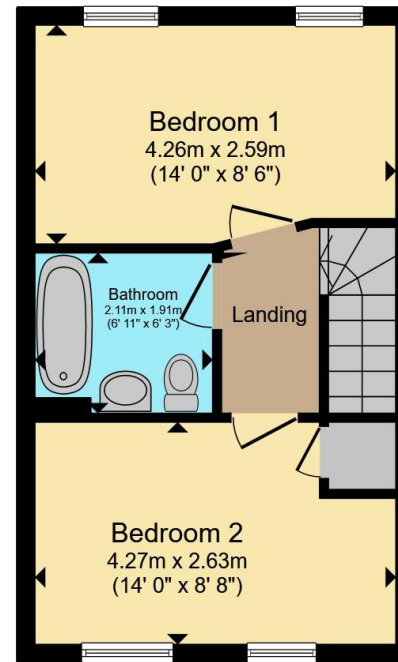 Bedroom 1
4.26m x 2.59m
(14' 0" x 8' 6")
Bathroom
2.11m x 1.91m
(6' 11" x 6' 3")
Landing
Bedroom 2
4.27m x 2.63m
(14' 0" x 8' 8")